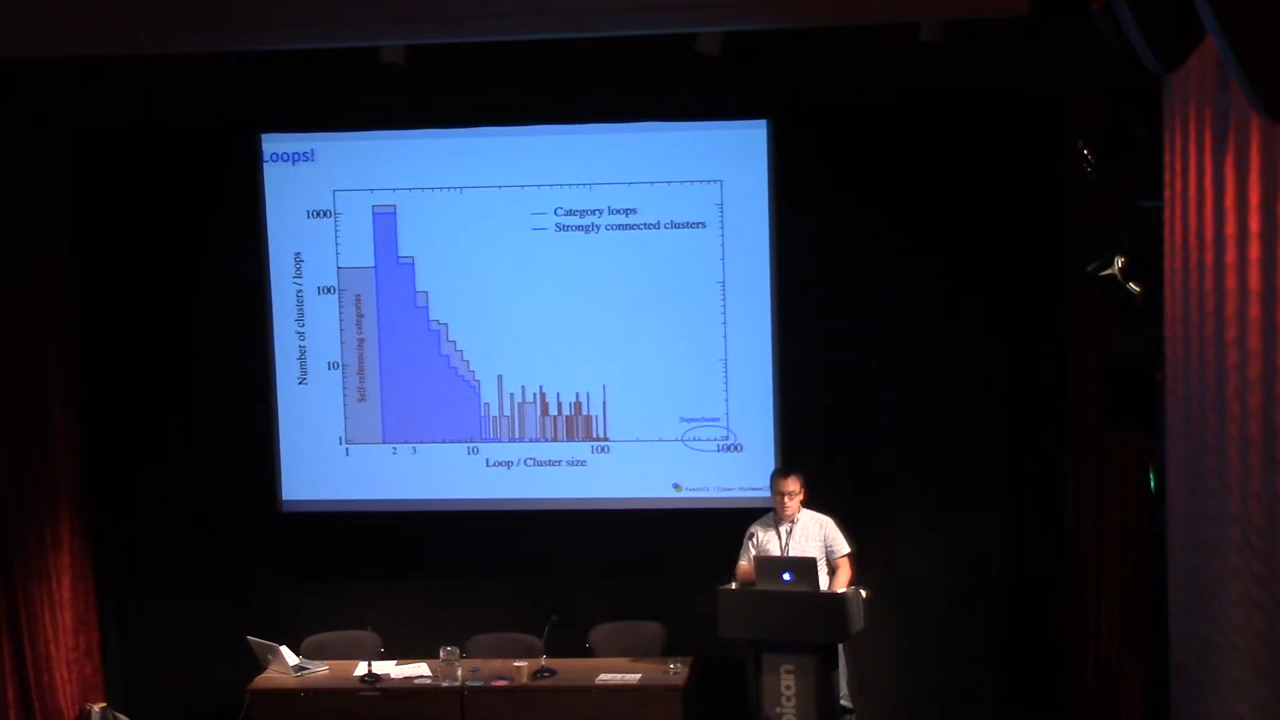 Loops!
1000
100
10
1
Number of clusters / loops
Self-referencing categories
Category loops
Strongly connected clusters
Supercluster
1
2
3
10
100
1000
Loop / Cluster size
bican